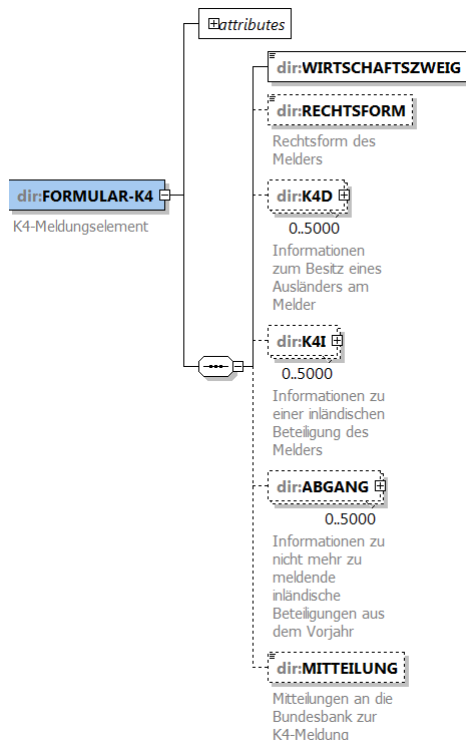 attributes
dir:WIRTSCHAFTSZWEIG
dir:RECHTSFORM
Rechtsform des
Melders
dir:FORMULAR-K4
K4-Meldungselement
dir:K4D
0..5000
Informationen
zum Besitz eines
Ausländers am
Melder
dir:K4I
0..5000
Informationen zu
einer inländischen
Beteiligung des
Melders
dir:ABGANG
0..5000
Informationen zu
nicht mehr zu
meldende
inländische
Beteiligungen aus
dem Vorjahr
dir:MITTEILUNG
Mitteilungen an die
Bundesbank zur
K4-Meldung